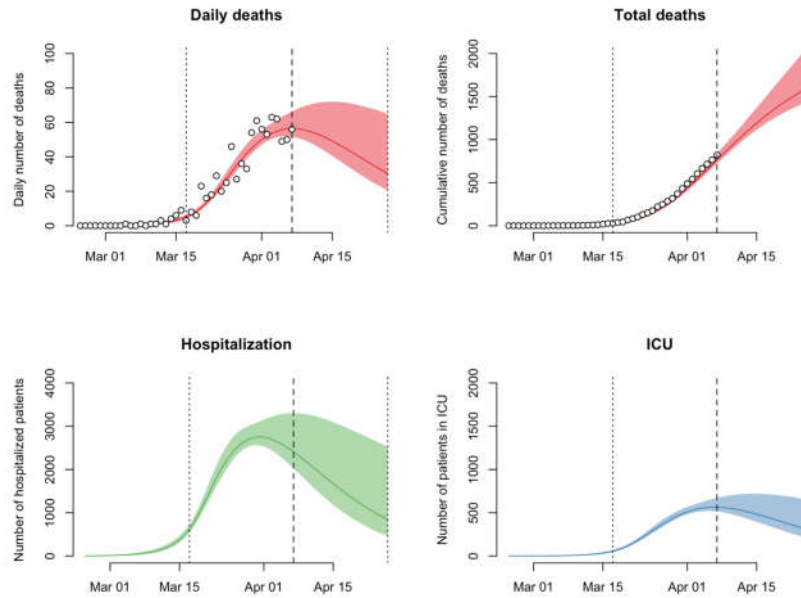 Daily deaths
Daily number of deaths
100
80
60
40
20
0
Mar 01 Mar 15 Apr 01 Apr 15
Total deaths
Cumulative number of deaths
2000
1500
1000
500
0
Mar 01 Mar 15 Apr 01 Apr 15
Hospitalization
Number of hospitalized patients
4000
3000
2000
1000
0
Mar 01 Mar 15 Apr 01 Apr 15
ICU
Number of patients in ICU
2000
1500
1000
500
0
Mar 01 Mar 15 Apr 01 Apr 15